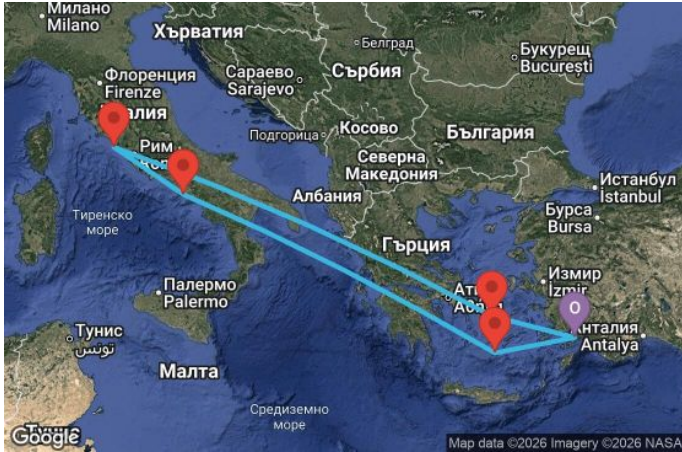 Милано
Milano
Хърватия
Белград
Букурещ
București
Флоренция
Firenze
Сараево
Sarajevo
Сърбия
Подгорица
Косово
България
Рим
Северна
Македония
Албания
Истанбул
İstanbul
Бурса
Bursa
Тиренско
море
Гърция
Измир
İzmir
Палермо
Palermo
O
Анталия
Antalya
Тунис
تونس
Малта
Средиземно
море
Google
Map data ©2026 Imagery ©2026 NASA